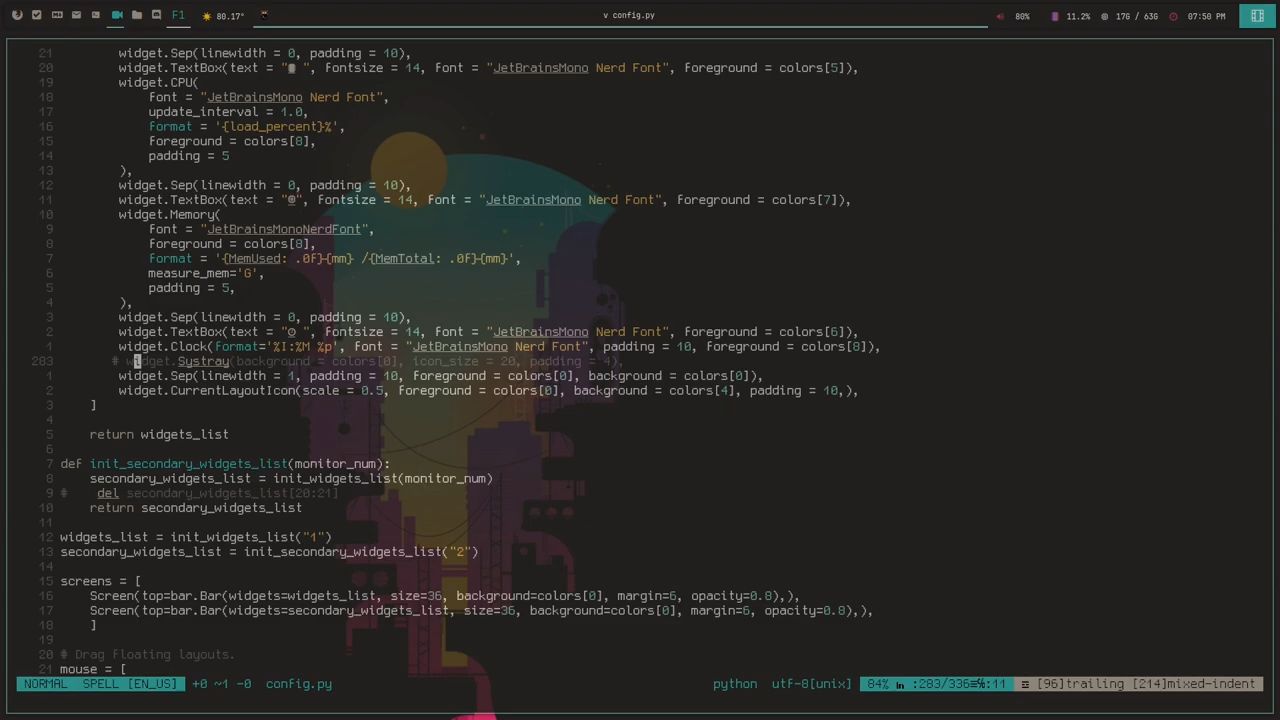 F1 80.17° v config.py 80% 11.2% 17G / 63G 07:50 PM
21 widget.Sep(linewidth = 0, padding = 10),
20 widget.TextBox(text = " ", fontsize = 14, font = "JetBrainsMono Nerd Font", foreground = colors[5]),
19 widget.CPU(
18 font = "JetBrainsMono Nerd Font",
17 update_interval = 1.0,
16 format = '{load_percent}%',
15 foreground = colors[8],
14 padding = 5
13 ),
12 widget.Sep(linewidth = 0, padding = 10),
11 widget.TextBox(text = "", fontsize = 14, font = "JetBrainsMono Nerd Font", foreground = colors[7]),
10 widget.Memory(
9 font = "JetBrainsMonoNerdFont",
8 foreground = colors[8],
7 format = '{MemUsed: .0f}{mm} /{MemTotal: .0f}{mm}',
6 measure_mem='G',
5 padding = 5,
4 ),
3 widget.Sep(linewidth = 0, padding = 10),
2 widget.TextBox(text = " ", fontsize = 14, font = "JetBrainsMono Nerd Font", foreground = colors[6]),
1 widget.Clock(format='%I:%M %p', font = "JetBrainsMono Nerd Font", padding = 10, foreground = colors[8]),
283 # widget.Systray(background = colors[0], icon_size = 20, padding = 4),
1 widget.Sep(linewidth = 1, padding = 10, foreground = colors[0], background = colors[0]),
2 widget.CurrentLayoutIcon(scale = 0.5, foreground = colors[0], background = colors[4], padding = 10,),
3 ]
4
5 return widgets_list
6
7 def init_secondary_widgets_list(monitor_num):
8 secondary_widgets_list = init_widgets_list(monitor_num)
9 # del secondary_widgets_list[20:21]
10 return secondary_widgets_list
11
12 widgets_list = init_widgets_list("1")
13 secondary_widgets_list = init_secondary_widgets_list("2")
14
15 screens = [
16 Screen(top=bar.Bar(widgets=widgets_list, size=36, background=colors[0], margin=6, opacity=0.8),),
17 Screen(top=bar.Bar(widgets=secondary_widgets_list, size=36, background=colors[0], margin=6, opacity=0.8),),
18 ]
19
20 # Drag floating layouts.
21 mouse = [
NORMAL SPELL [EN_US] +0 ~1 -0 config.py python utf-8[unix] 84% :283/336 :11 [96]trailing [214]mixed-indent